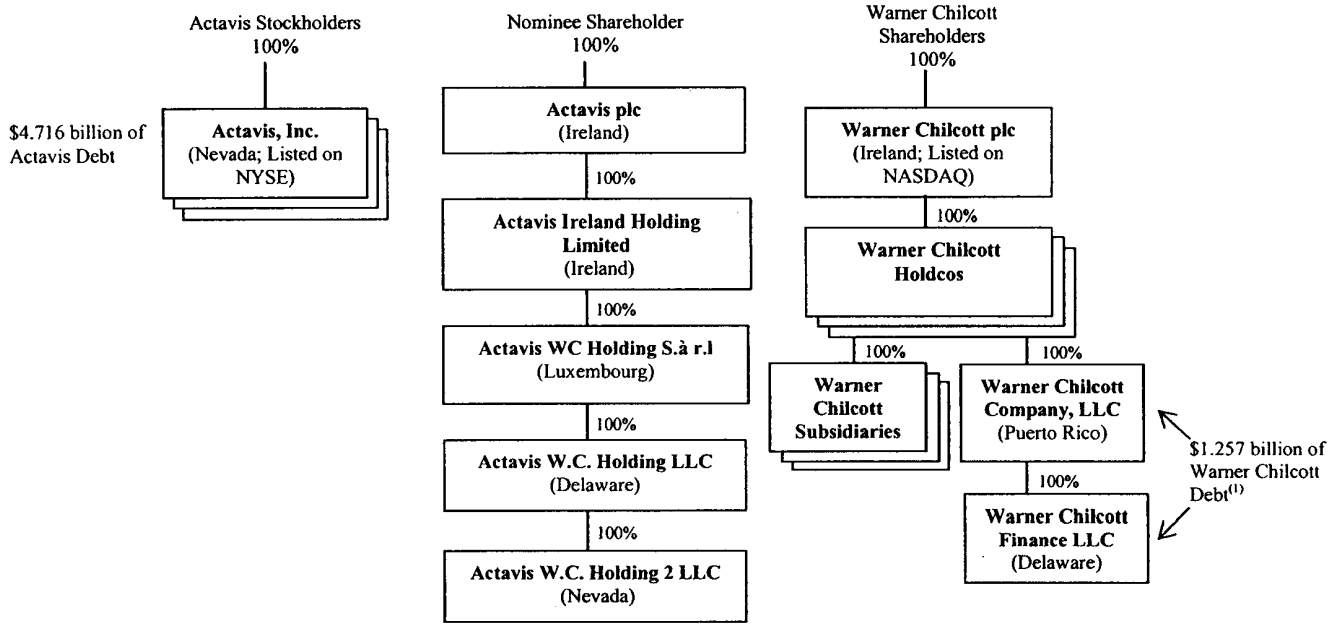 Actavis Stockholders
100%
$4.716 billion of
Actavis Debt
Actavis, Inc.
(Nevada; Listed on
NYSE)
Nominee Shareholder
100%
Actavis plc
(Ireland)
100%
Actavis Ireland Holding
Limited
(Ireland)
100%
Actavis WC Holding S.à r.l
(Luxembourg)
100%
Actavis W.C. Holding LLC
(Delaware)
100%
Actavis W.C. Holding 2 LLC
(Nevada)
Warner Chilcott
Shareholders
100%
Warner Chilcott plc
(Ireland; Listed on
NASDAQ)
100%
Warner Chilcott
Holdcos
100%
Warner
Chilcott
Subsidiaries
100%
Warner Chilcott
Company, LLC
(Puerto Rico)
100%
Warner Chilcott
Finance LLC
(Delaware)
$1.257 billion of
Warner Chilcott
Debt(1)